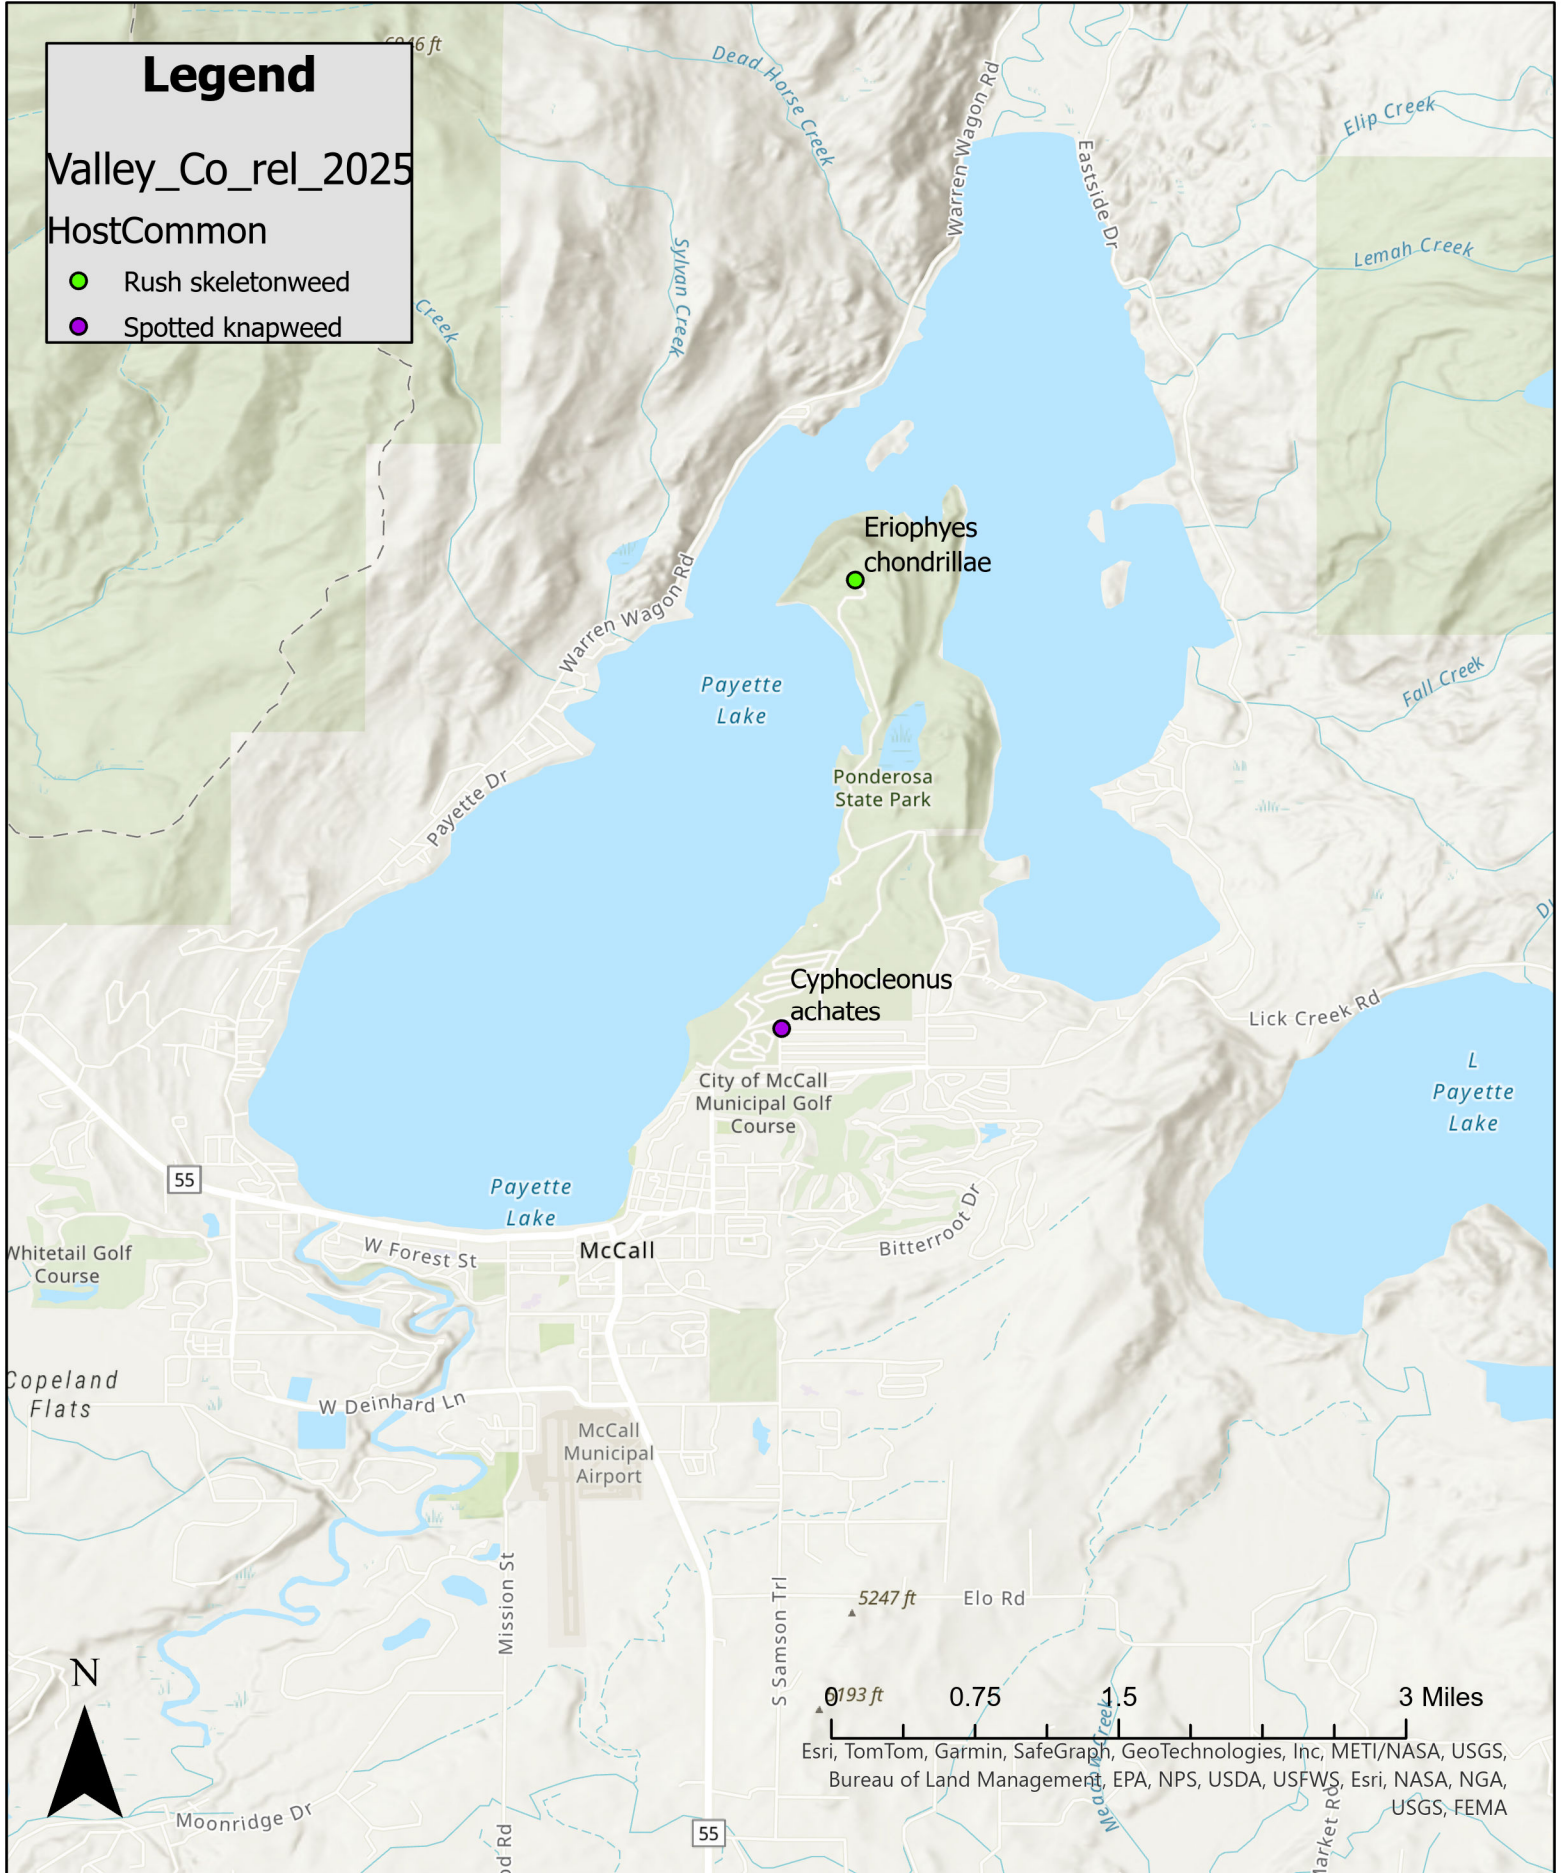 Legend
Valley_Co_rel_2025
HostCommon
Rush skeletonweed
Spotted knapweed
Dead Horse Creek
Warren Wagon Rd
Eastside Dr
Elip Creek
Lemah Creek
Creek
Sylvan Creek
Eriophyes
chondrillae
Warren Wagon Rd
Payette
Lake
Fall Creek
Ponderosa
State Park
Payette Dr
Cyphocleonus
achates
Lick Creek Rd
L
Payette
Lake
City of McCall
Municipal Golf
Course
55
Payette
Lake
McCall
W Forest St
Bitterroot Dr
Whitetail Golf
Course
Copeland
Flats
W Deinhard Ln
McCall
Municipal
Airport
Mission St
S Samson Trl
5247 ft
Elo Rd
N
5193 ft
0 0.75 1.5 3 Miles
Meadow Creek
Esri, TomTom, Garmin, SafeGraph, GeoTechnologies, Inc, METI/NASA, USGS,
Bureau of Land Management, EPA, NPS, USDA, USFWS, Esri, NASA, NGA,
USGS, FEMA
Moonridge Dr
55
Market Rd